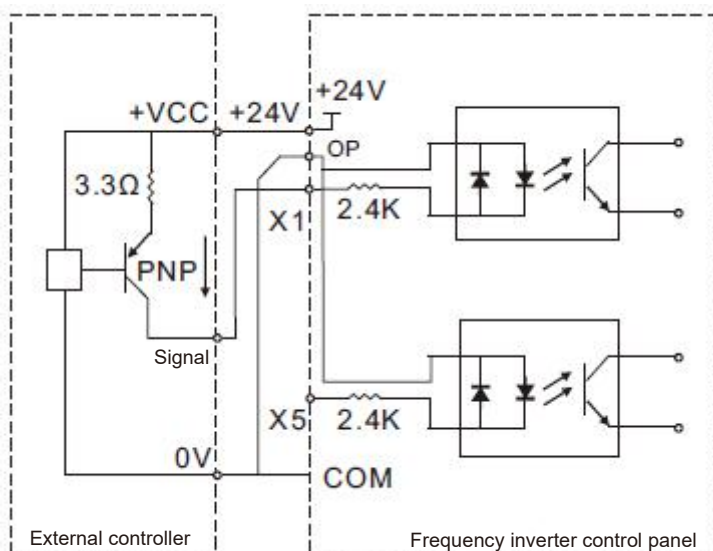 +24V
+VCC
+24V
OP
3.3Ω
X1
2.4K
PNP
Signal
X5
2.4K
0V
COM
External controller
Frequency inverter control panel